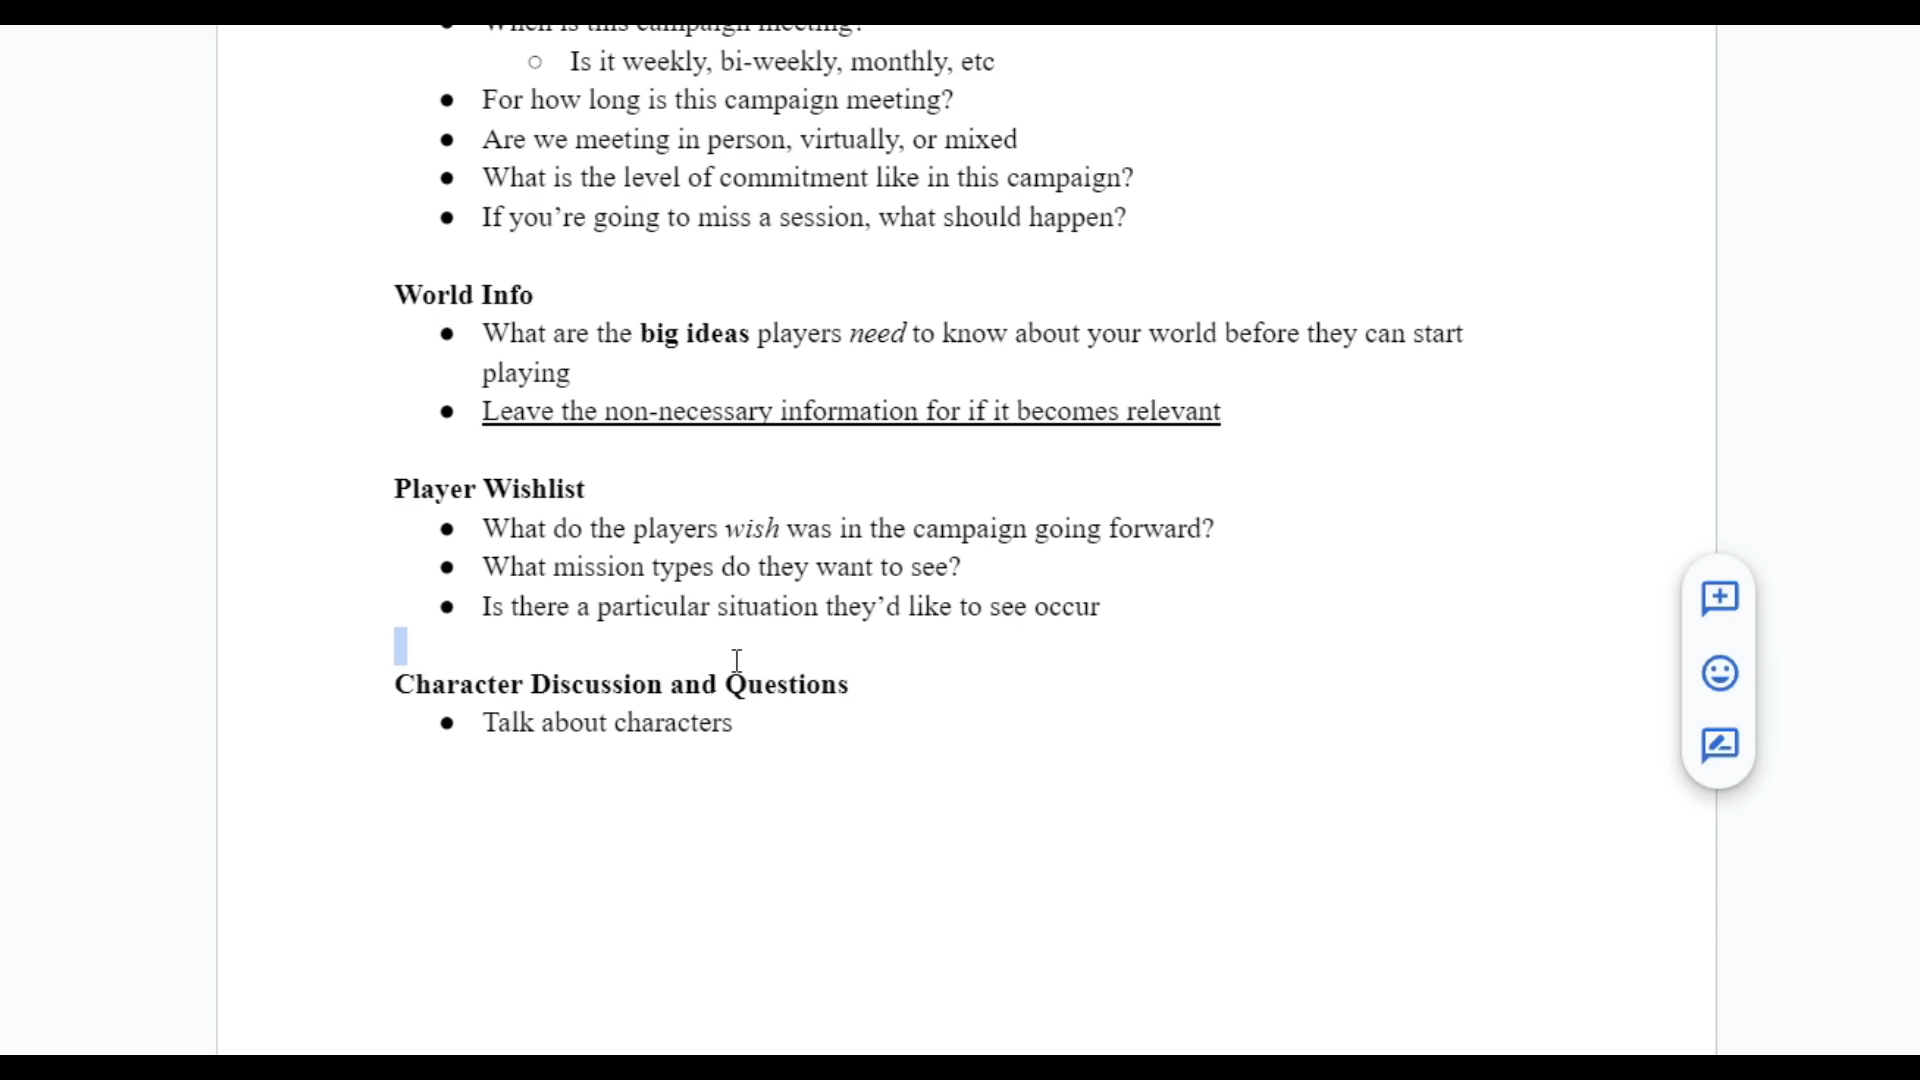 When is this campaign meeting?
Is it weekly, bi-weekly, monthly, etc
For how long is this campaign meeting?
Are we meeting in person, virtually, or mixed
What is the level of commitment like in this campaign?
If you’re going to miss a session, what should happen?
World Info
What are the big ideas players need to know about your world before they can start
playing
Leave the non-necessary information for if it becomes relevant
Player Wishlist
What do the players wish was in the campaign going forward?
What mission types do they want to see?
Is there a particular situation they’d like to see occur
Character Discussion and Questions
Talk about characters